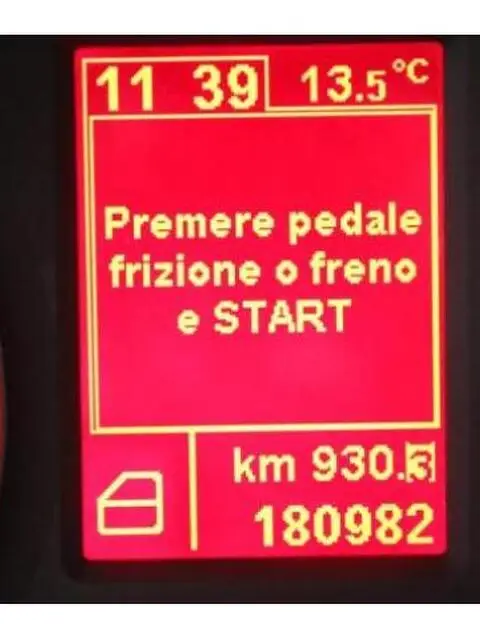 11 39 13.5°C
Premere pedale
frizione o freno
e START
km 930.3
180982